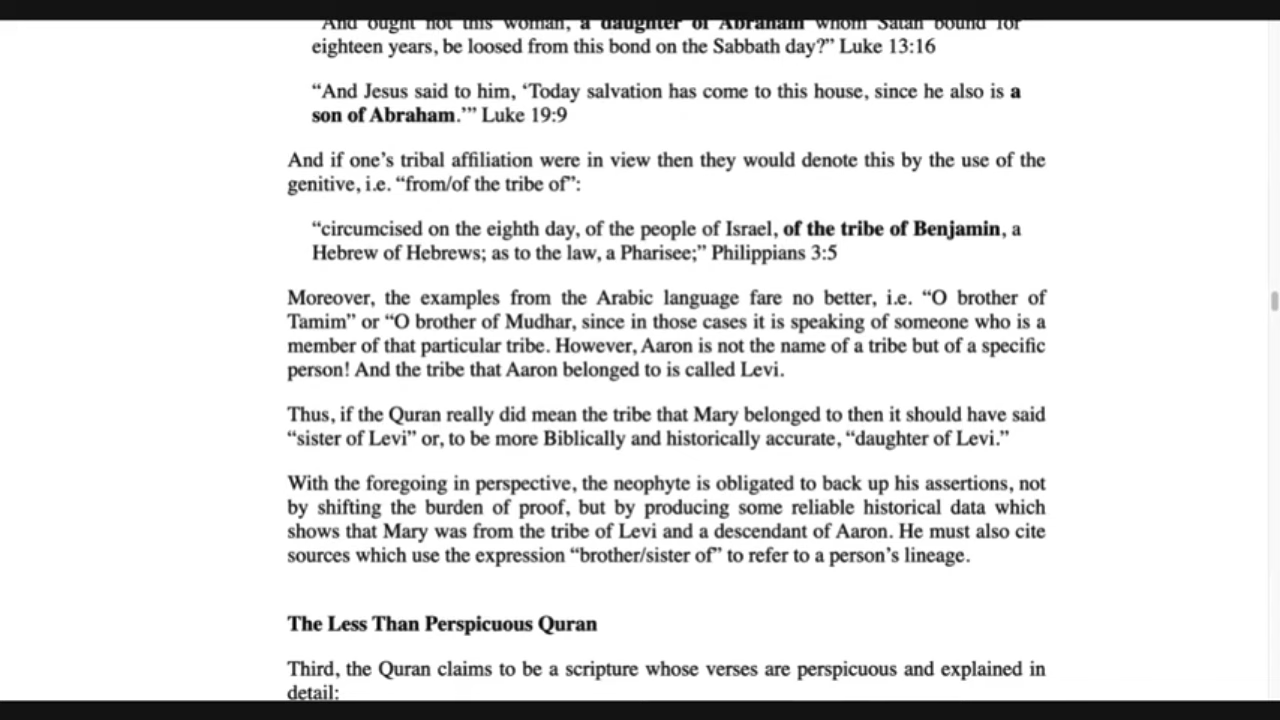 “And ought not this woman, a daughter of Abraham whom Satan bound for
eighteen years, be loosed from this bond on the Sabbath day?” Luke 13:16
“And Jesus said to him, ‘Today salvation has come to this house, since he also is a
son of Abraham.’” Luke 19:9
And if one’s tribal affiliation were in view then they would denote this by the use of the
genitive, i.e. “from/of the tribe of”:
“circumcised on the eighth day, of the people of Israel, of the tribe of Benjamin, a
Hebrew of Hebrews; as to the law, a Pharisee;” Philippians 3:5
Moreover, the examples from the Arabic language fare no better, i.e. “O brother of
Tamim” or “O brother of Mudhar, since in those cases it is speaking of someone who is a
member of that particular tribe. However, Aaron is not the name of a tribe but of a specific
person! And the tribe that Aaron belonged to is called Levi.
Thus, if the Quran really did mean the tribe that Mary belonged to then it should have said
“sister of Levi” or, to be more Biblically and historically accurate, “daughter of Levi.”
With the foregoing in perspective, the neophyte is obligated to back up his assertions, not
by shifting the burden of proof, but by producing some reliable historical data which
shows that Mary was from the tribe of Levi and a descendant of Aaron. He must also cite
sources which use the expression “brother/sister of” to refer to a person’s lineage.
The Less Than Perspicuous Quran
Third, the Quran claims to be a scripture whose verses are perspicuous and explained in
detail: